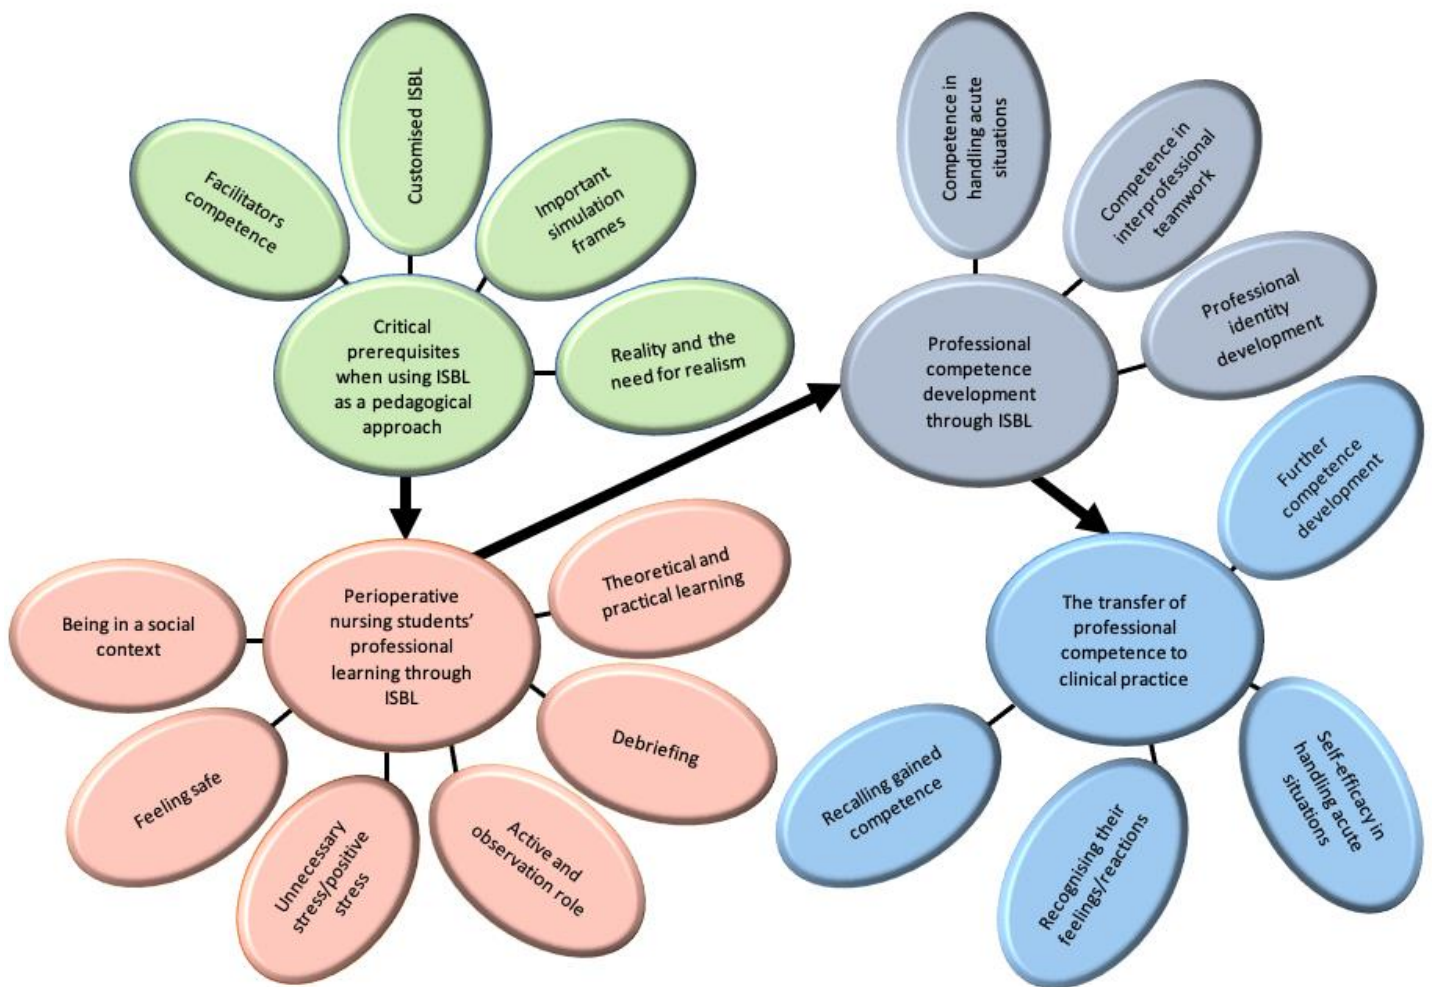 Facilitators
competence
Customised ISBL
Important
simulation
frames
Reality and the
need for realism
Critical
prerequisites
when using ISBL
as a pedagogical
approach
Competence in
handling acute
situations
Competence in
interprofessional
teamwork
Professional
identity
development
Professional
competence
development
through ISBL
Perioperative
nursing students’
professional
learning through
ISBL
Being in a social
context
Feeling safe
Unnecessary
stress/positive
stress
Active and
observation role
Debriefing
Theoretical and
practical learning
Further
competence
development
The transfer of
professional
competence to
clinical practice
Recalling gained
competence
Recognising their
feelings/reactions
Self-efficacy in
handling acute
situations